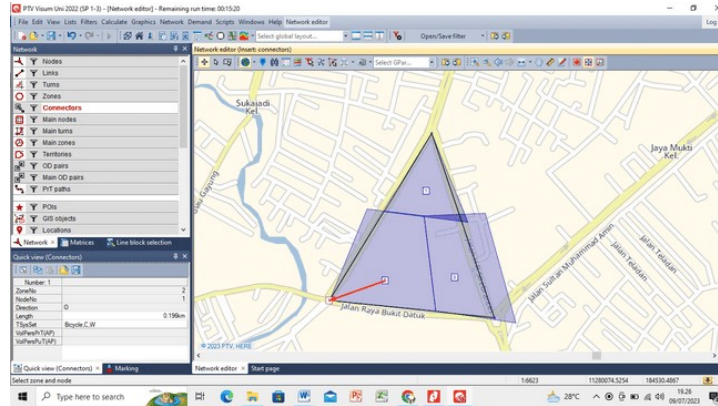 PTV Visum Uni 2022 (SP 1-3) - [Network editor] - Remaining run time: 00:15:20
File Edit View Lists Filters Calculate Graphics Network Demand Scripts Windows Help Network editor
Log
Select global layout...
Open/Save filter
Network
Network editor (Insert: connectors)
Select GPar...
Nodes
Links
Turns
Zones
Connectors
Main nodes
Main turns
Main zones
Territories
OD pairs
Main OD pairs
PrT paths
POIs
GIS objects
Locations
Network
Matrices
Line block selection
Quick view (Connectors)
Number: 1
ZoneNo 2
NodeNo 1
Direction O
Length 0.196km
TSysSet Bicycle,C,W
VolPersPrT(AP)
VolPersPuT(AP)
Quick view (Connectors)
Marking
Sukajadi
Kel.
Jaya Mukti
Kel.
Jalan Sultan Muhammad Amin
Jalan Teladan
Jalan Teladan
Jalan Raya Bukit Datuk
© 2023 PTV, HERE
Network editor
Start page
Select zone and node
1:6623
11280074.5254
184530.4867
Type here to search
28°C
19.26
09/07/2023